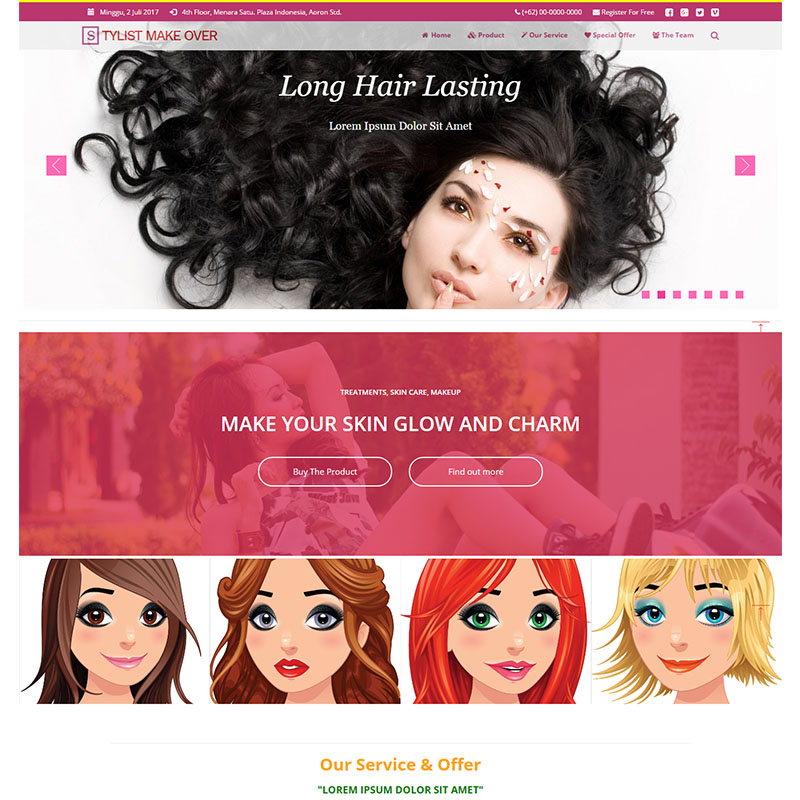 Minggu, 2 Juli 2017 4th Floor, Menara Satu. Plaza Indonesia, Aoron Std. (+62) 00-0000-0000 Register For Free
STYLIST MAKE OVER Home Product Our Service Special Offer The Team
Long Hair Lasting
Lorem Ipsum Dolor Sit Amet
TREATMENTS, SKIN CARE, MAKEUP
MAKE YOUR SKIN GLOW AND CHARM
Buy The Product Find out more
Our Service & Offer
"LOREM IPSUM DOLOR SIT AMET"